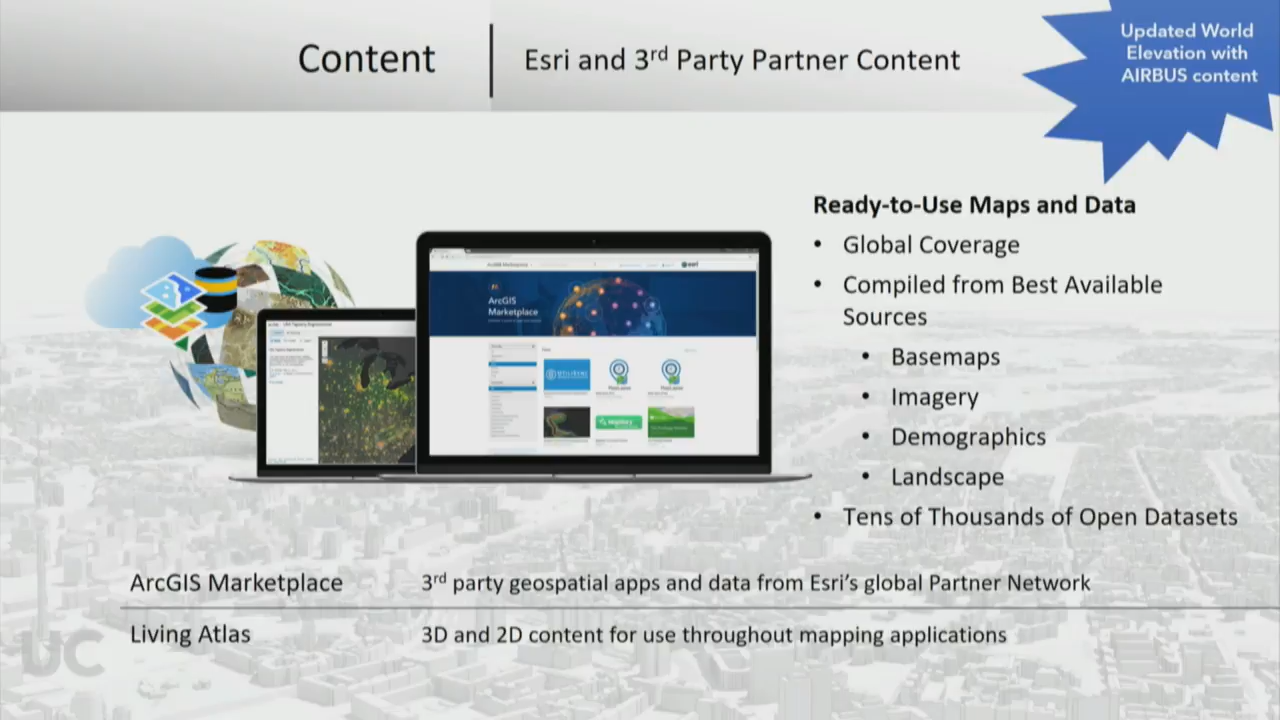 Content
Esri and 3rd Party Partner Content
Updated World
Elevation with
AIRBUS content
Ready-to-Use Maps and Data
• Global Coverage
• Compiled from Best Available
Sources
• Basemaps
• Imagery
• Demographics
• Landscape
• Tens of Thousands of Open Datasets
ArcGIS Marketplace
esri
ArcGIS
Marketplace
ArcGIS Marketplace 3rd party geospatial apps and data from Esri's global Partner Network
Living Atlas 3D and 2D content for use throughout mapping applications
UC